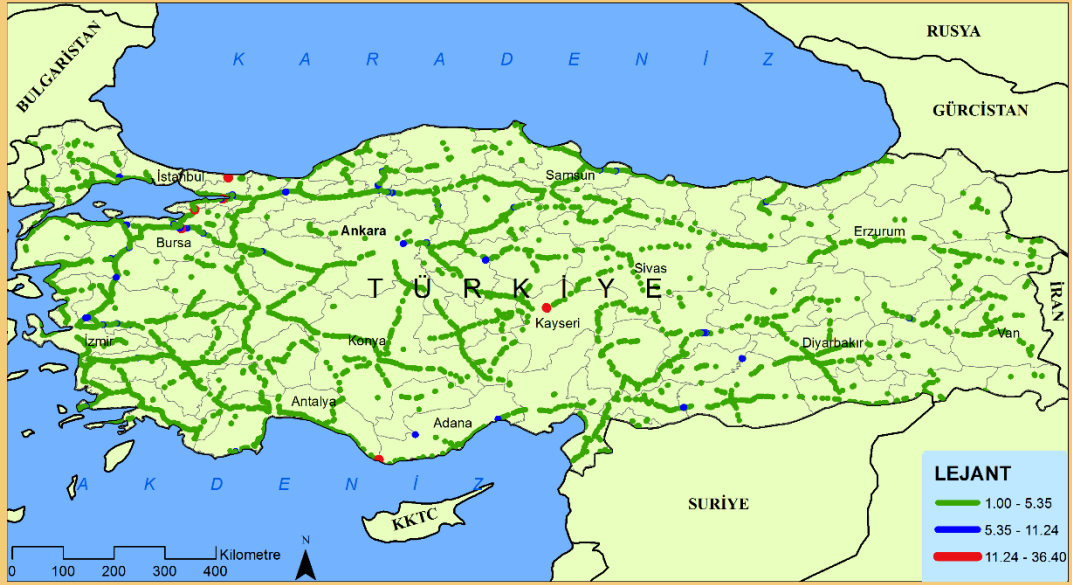 BULGARİSTAN
RUSYA
K A R A D E N İ Z
GÜRCİSTAN
İstanbul
Samsun
Bursa
Ankara
Erzurum
Sivas
T Ü R K İ Y E
İRAN
Kayseri
İzmir
Konya
Diyarbakır
Van
Antalya
Adana
A K D E N İ Z
KKTC
SURİYE
LEJANT
1.00 - 5.35
5.35 - 11.24
11.24 - 36.40
N
Kilometre
0 100 200 300 400